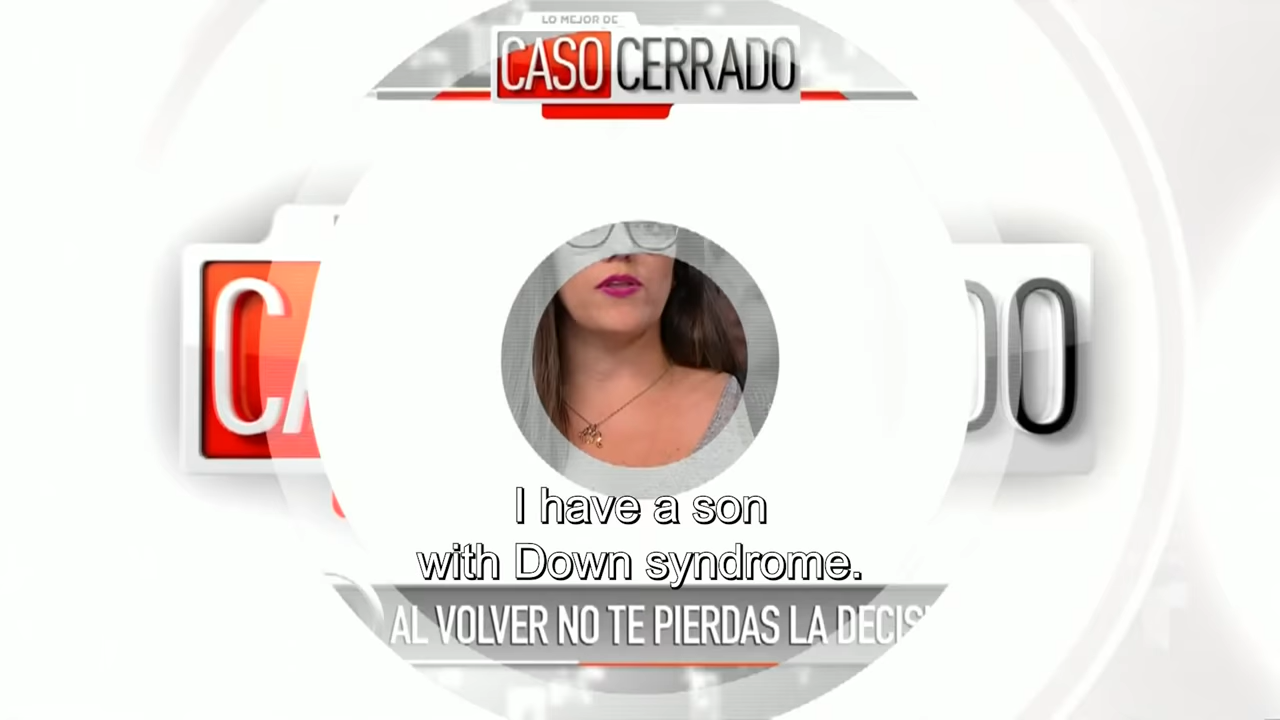 LO MEJOR DE
CASO CERRADO
I have a son
with Down syndrome.
AL VOLVER NO TE PIERDAS LA